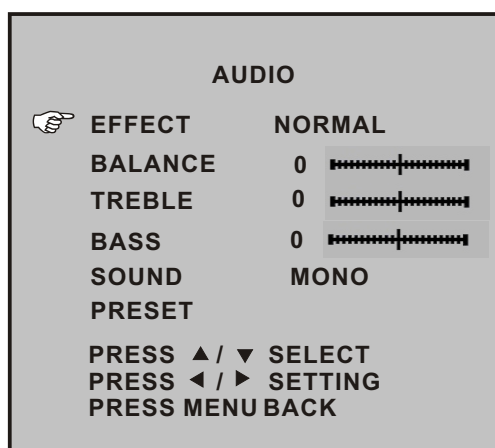 AUDIO
EFFECT NORMAL
BALANCE 0
TREBLE 0
BASS 0
SOUND MONO
PRESET
PRESS ▲ / ▼ SELECT
PRESS ◀ / ▶ SETTING
PRESS MENU BACK